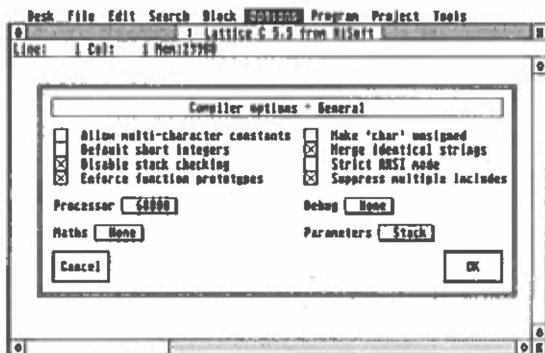 Desk File Edit Search Block Options Program Project Tools
1 Lattice C 5.5 from HiSoft
Line: 1 Col: 1 Mem:
Compiler options - General
Allow multi-character constants
Default short integers
Disable stack checking
Enforce function prototypes
Make 'char' unsigned
Merge identical strings
Strict ANSI mode
Suppress multiple includes
Processor 68000
Debug None
Maths None
Parameters Stack
Cancel
OK